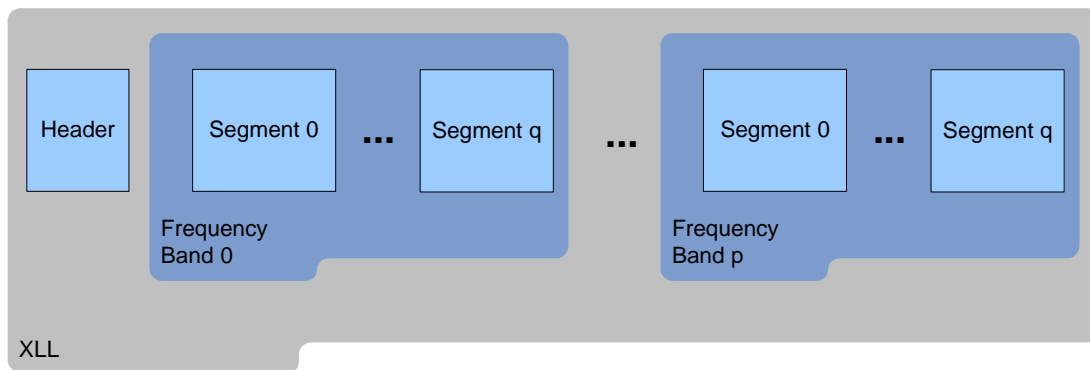 Header
Segment 0
...
Segment q
...
Segment 0
...
Segment q
Frequency
Band 0
Frequency
Band p
XLL